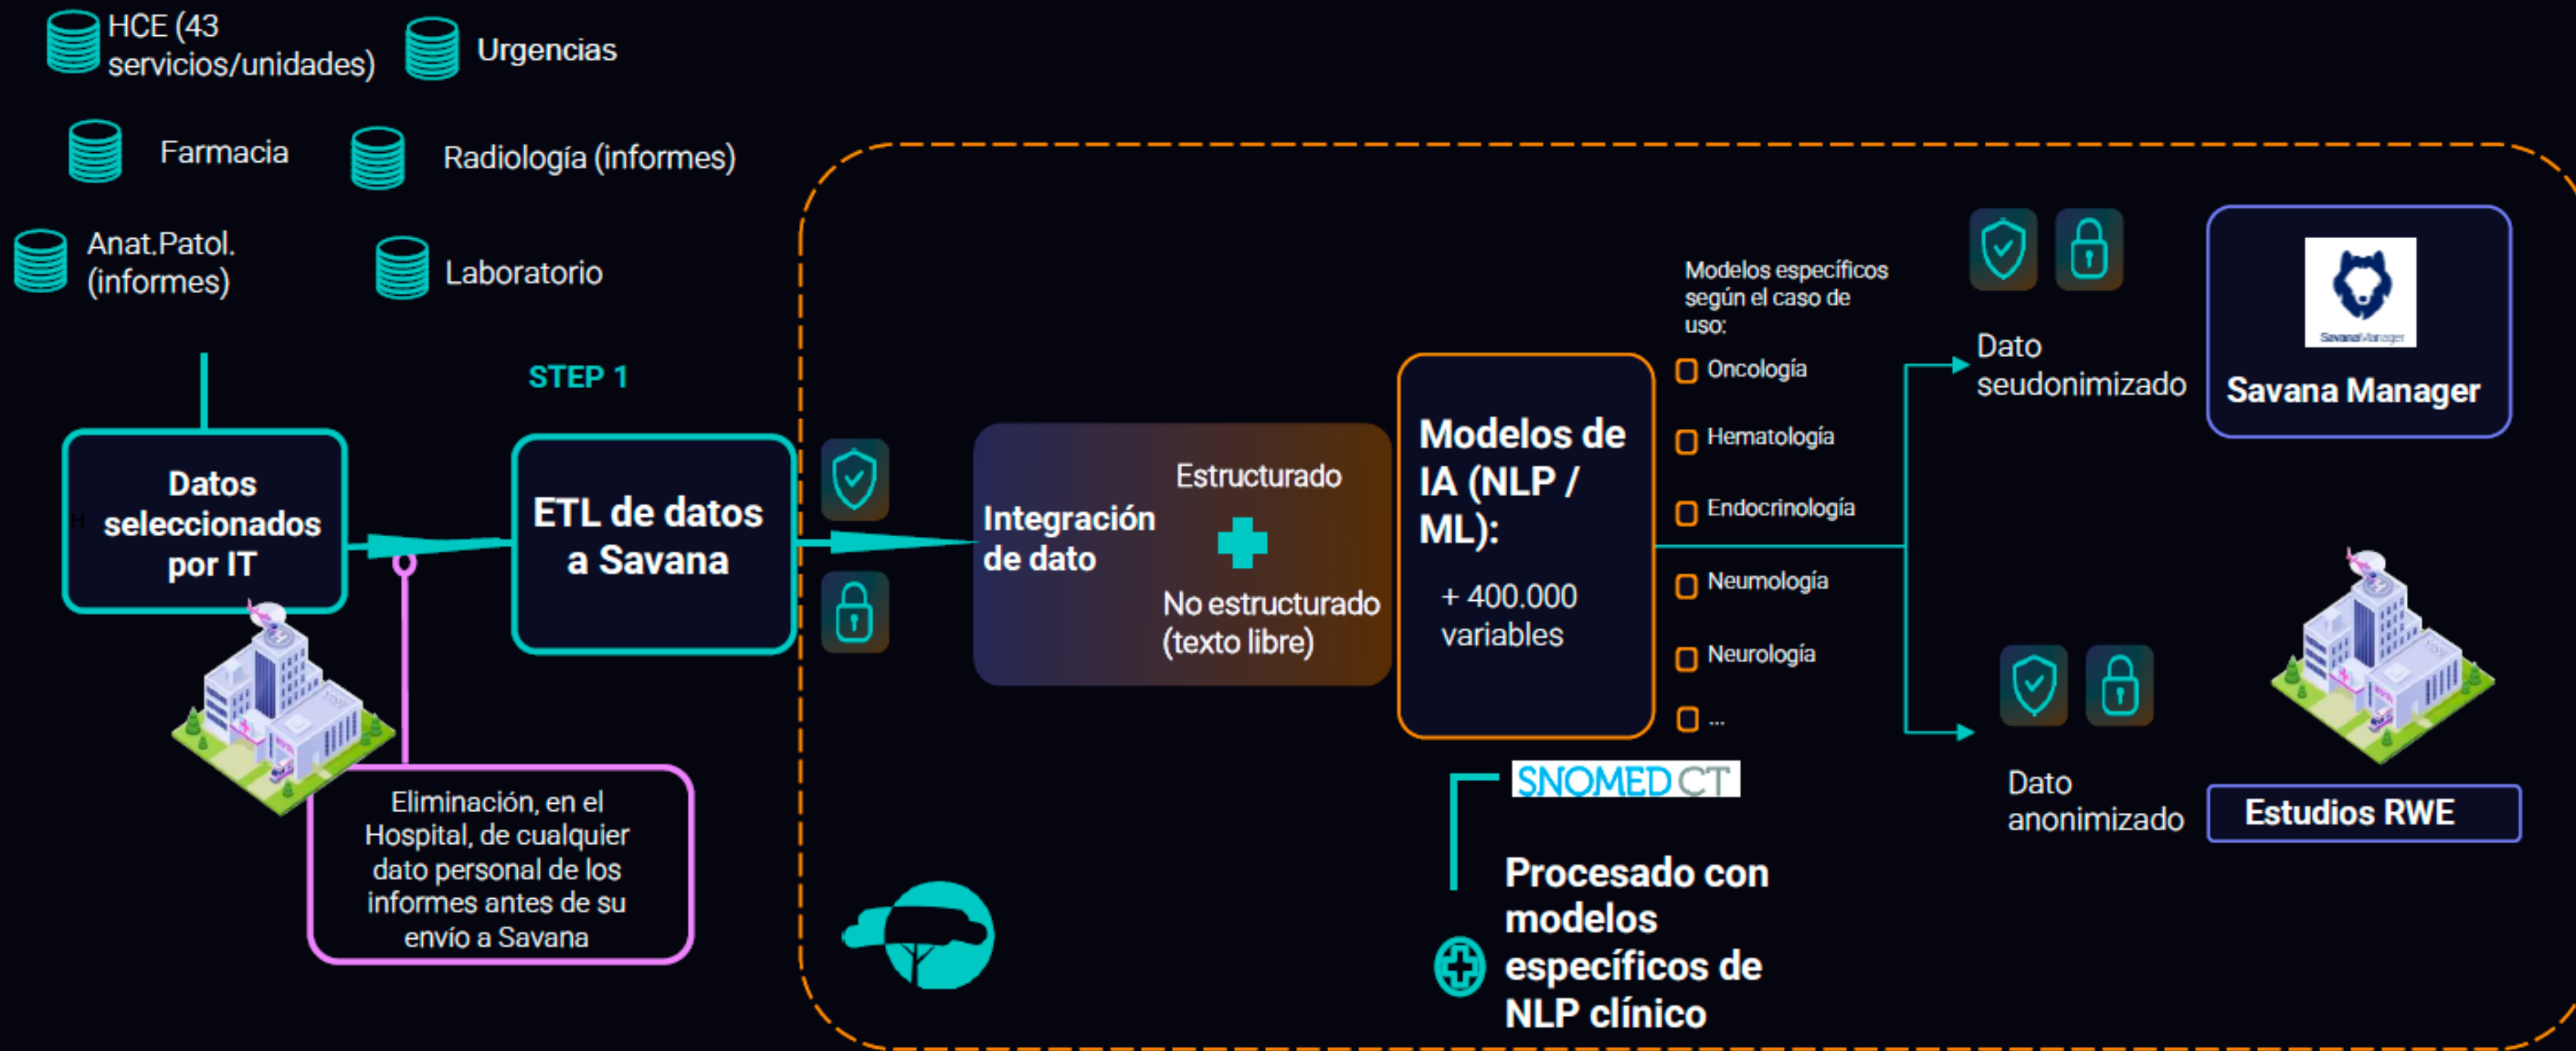 HCE (43
servicios/unidades)
Urgencias
Farmacia
Radiología (informes)
Anat.Patol.
(informes)
Laboratorio
STEP 1
Datos
seleccionados
por IT
H
ETL de datos
a Savana
Eliminación, en el
Hospital, de cualquier
dato personal de los
informes antes de su
envío a Savana
Integración
de dato
Estructurado
No estructurado
(texto libre)
Modelos de
IA (NLP /
ML):
+ 400.000
variables
Modelos específicos
según el caso de
uso:
Oncología
Hematología
Endocrinología
Neumología
Neurología
...
SNOMED CT
Procesado con
modelos
específicos de
NLP clínico
Dato
seudonimizado
SavanaManager
Savana Manager
Dato
anonimizado
Estudios RWE